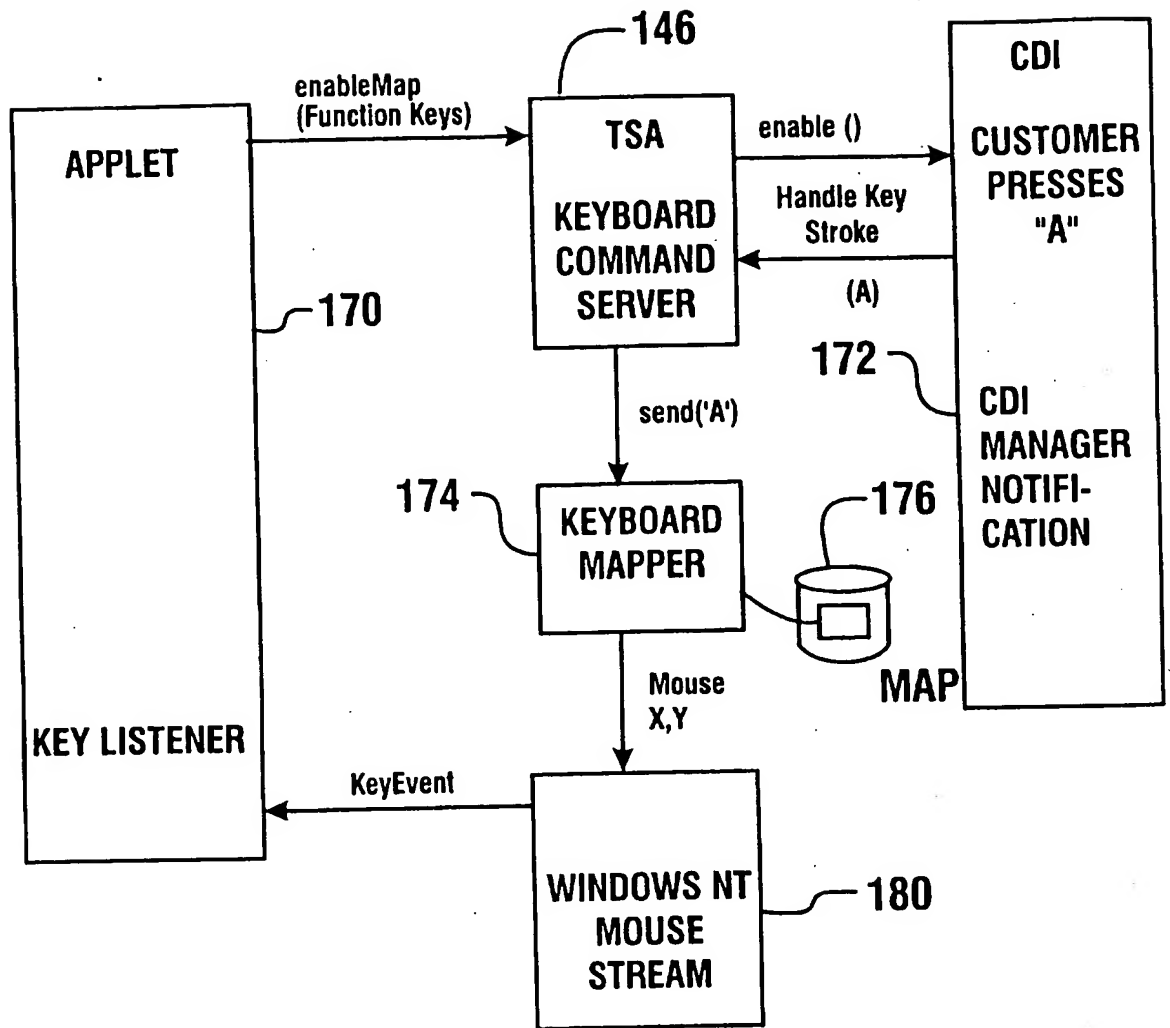 146
enableMap
(Function Keys)
APPLET
170
KEY LISTENER
TSA
KEYBOARD
COMMAND
SERVER
enable ()
Handle Key
Stroke
(A)
CDI
CUSTOMER
PRESSES
"A"
172
CDI
MANAGER
NOTIFI-
CATION
send('A')
174
KEYBOARD
MAPPER
176
MAP
Mouse
X,Y
KeyEvent
WINDOWS NT
MOUSE
STREAM
180